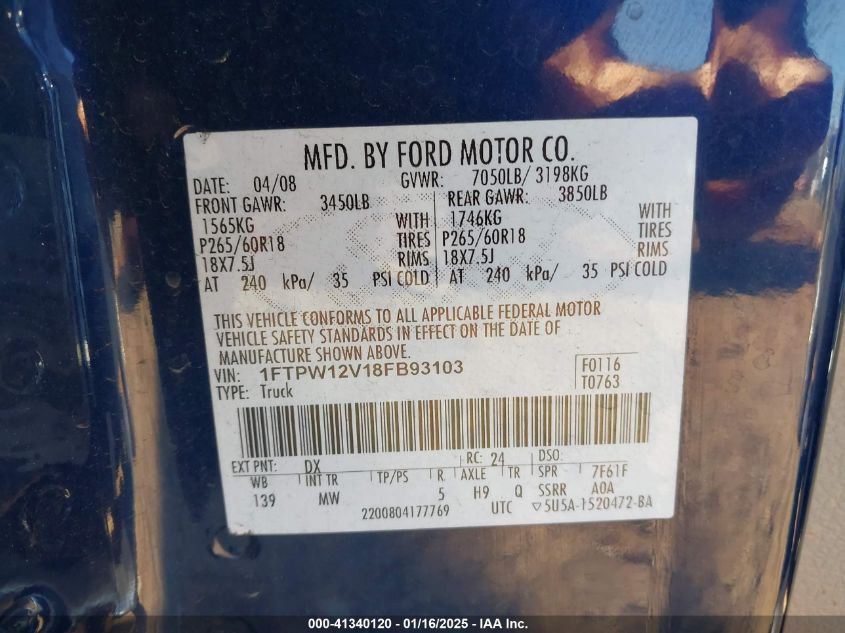 MFD. BY FORD MOTOR CO.
DATE: 04/08 GVWR: 7050LB/ 3198KG
FRONT GAWR: 3450LB REAR GAWR: 3850LB
1565KG WITH 1746KG WITH
P265/60R18 TIRES P265/60R18 TIRES
18X7.5J RIMS 18X7.5J RIMS
AT 240 kPa/ 35 PSI COLD AT 240 kPa/ 35 PSI COLD
THIS VEHICLE CONFORMS TO ALL APPLICABLE FEDERAL MOTOR
VEHICLE SAFETY STANDARDS IN EFFECT ON THE DATE OF
MANUFACTURE SHOWN ABOVE.
VIN: 1FTPW12V18FB93103 F0116
TYPE: Truck T0763
EXT PNT: DX RC: 24 DSO:
WB INT TR TP/PS R AXLE TR SPR 7F61F
139 MW 5 H9 Q SSRR A0A
2200804177769 UTC ▽5U5A-1520472-BA
000-41340120 - 01/16/2025 - IAA Inc.